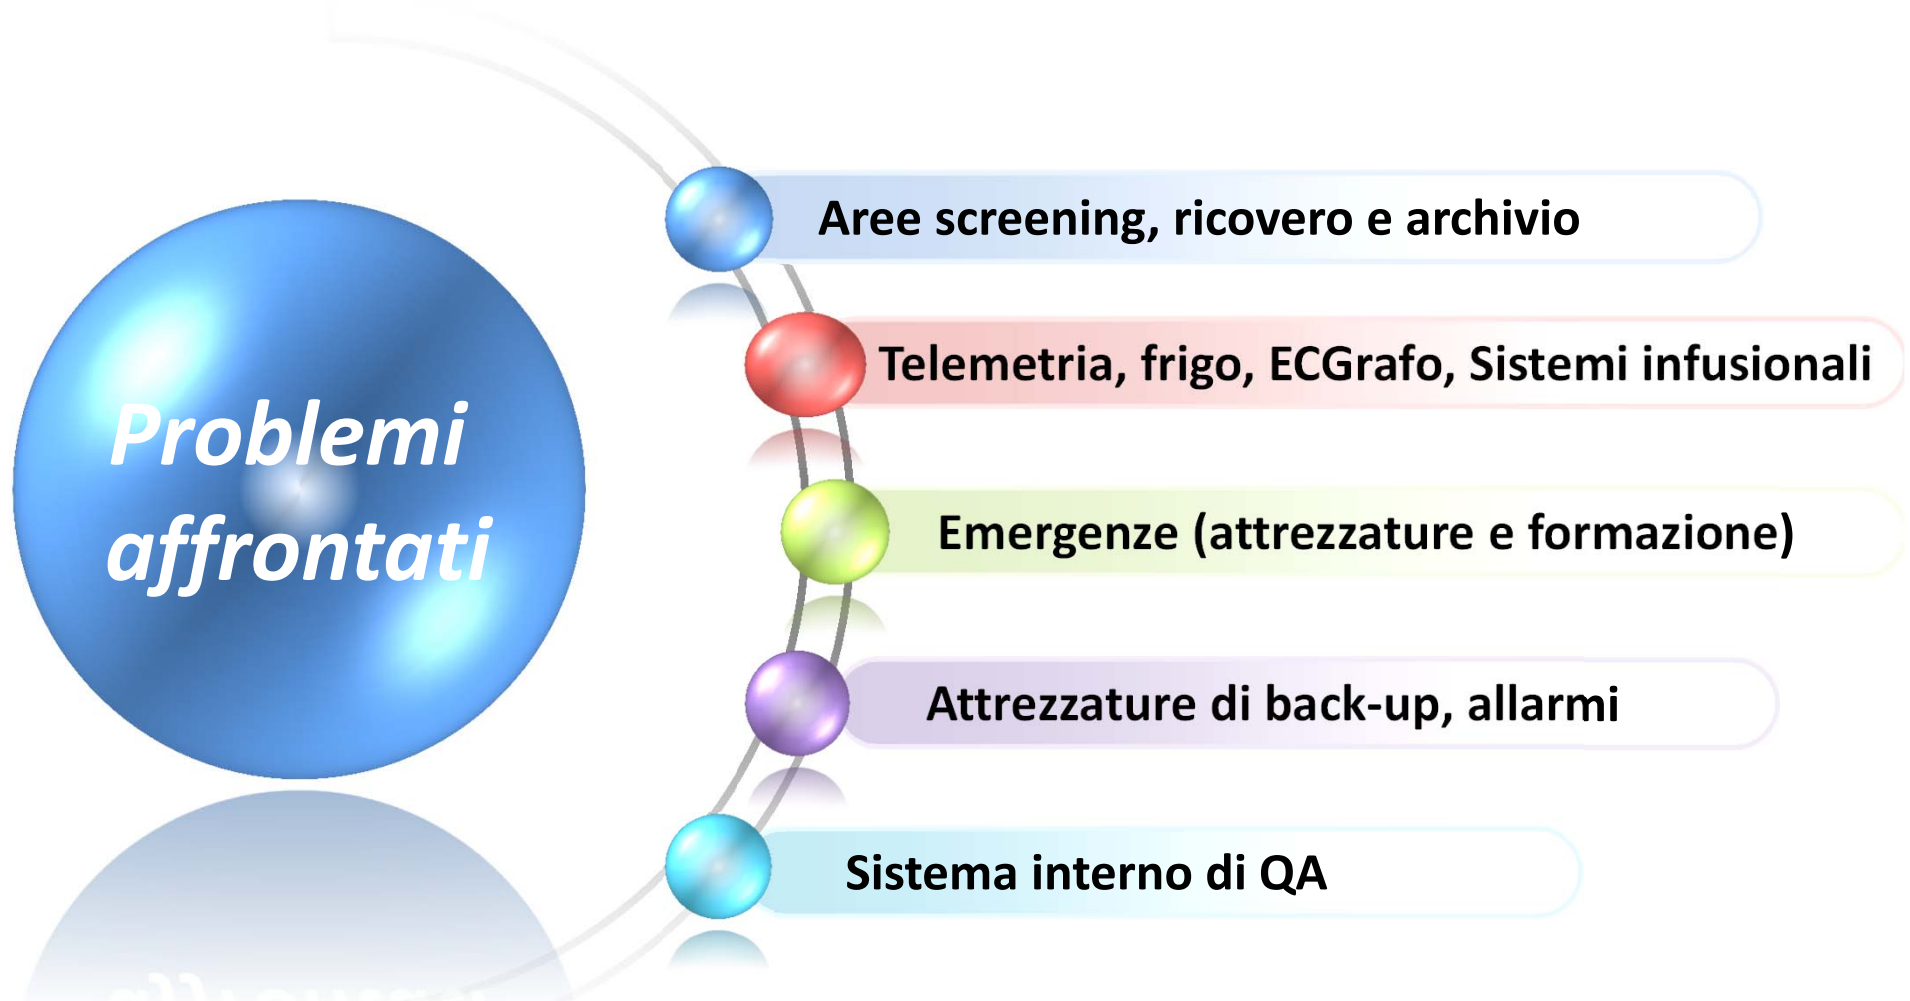 Problemi
affrontati
Aree screening, ricovero e archivio
Telemetria, frigo, ECGrafo, Sistemi infusionali
Emergenze (attrezzature e formazione)
Attrezzature di back-up, allarmi
Sistema interno di QA